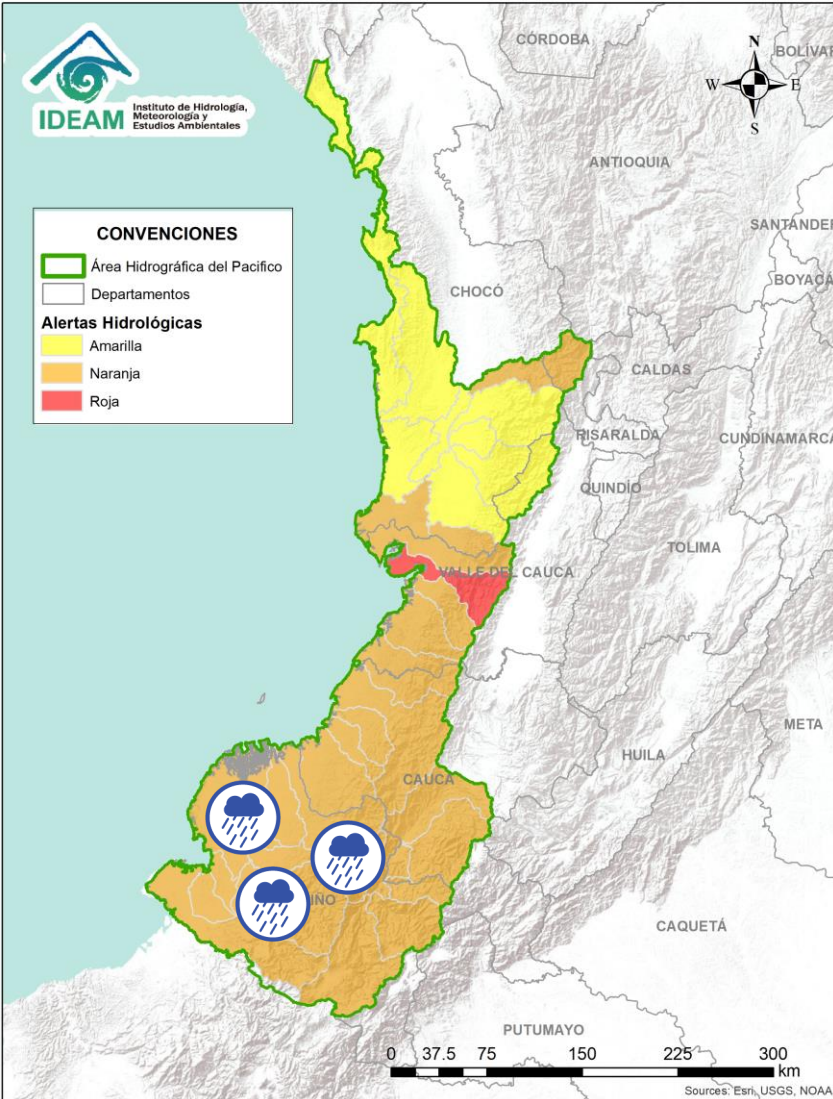 IDEAM
Instituto de Hidrología,
Meteorología y
Estudios Ambientales
N
W
E
S
CÓRDOBA
BOLÍVAR
ANTIOQUIA
SANTANDER
BOYACÁ
CHOCÓ
CONVENCIONES
Área Hidrográfica del Pacifico
Departamentos
Alertas Hidrológicas
Amarilla
Naranja
Roja
CALDAS
RISARALDA
CUNDINAMARCA
QUINDÍO
TOLIMA
VALLE DEL CAUCA
META
HUILA
CAUCA
IÑO
CAQUETÁ
PUTUMAYO
0 37.5 75 150 225 300
km
Sources: Esri, USGS, NOAA